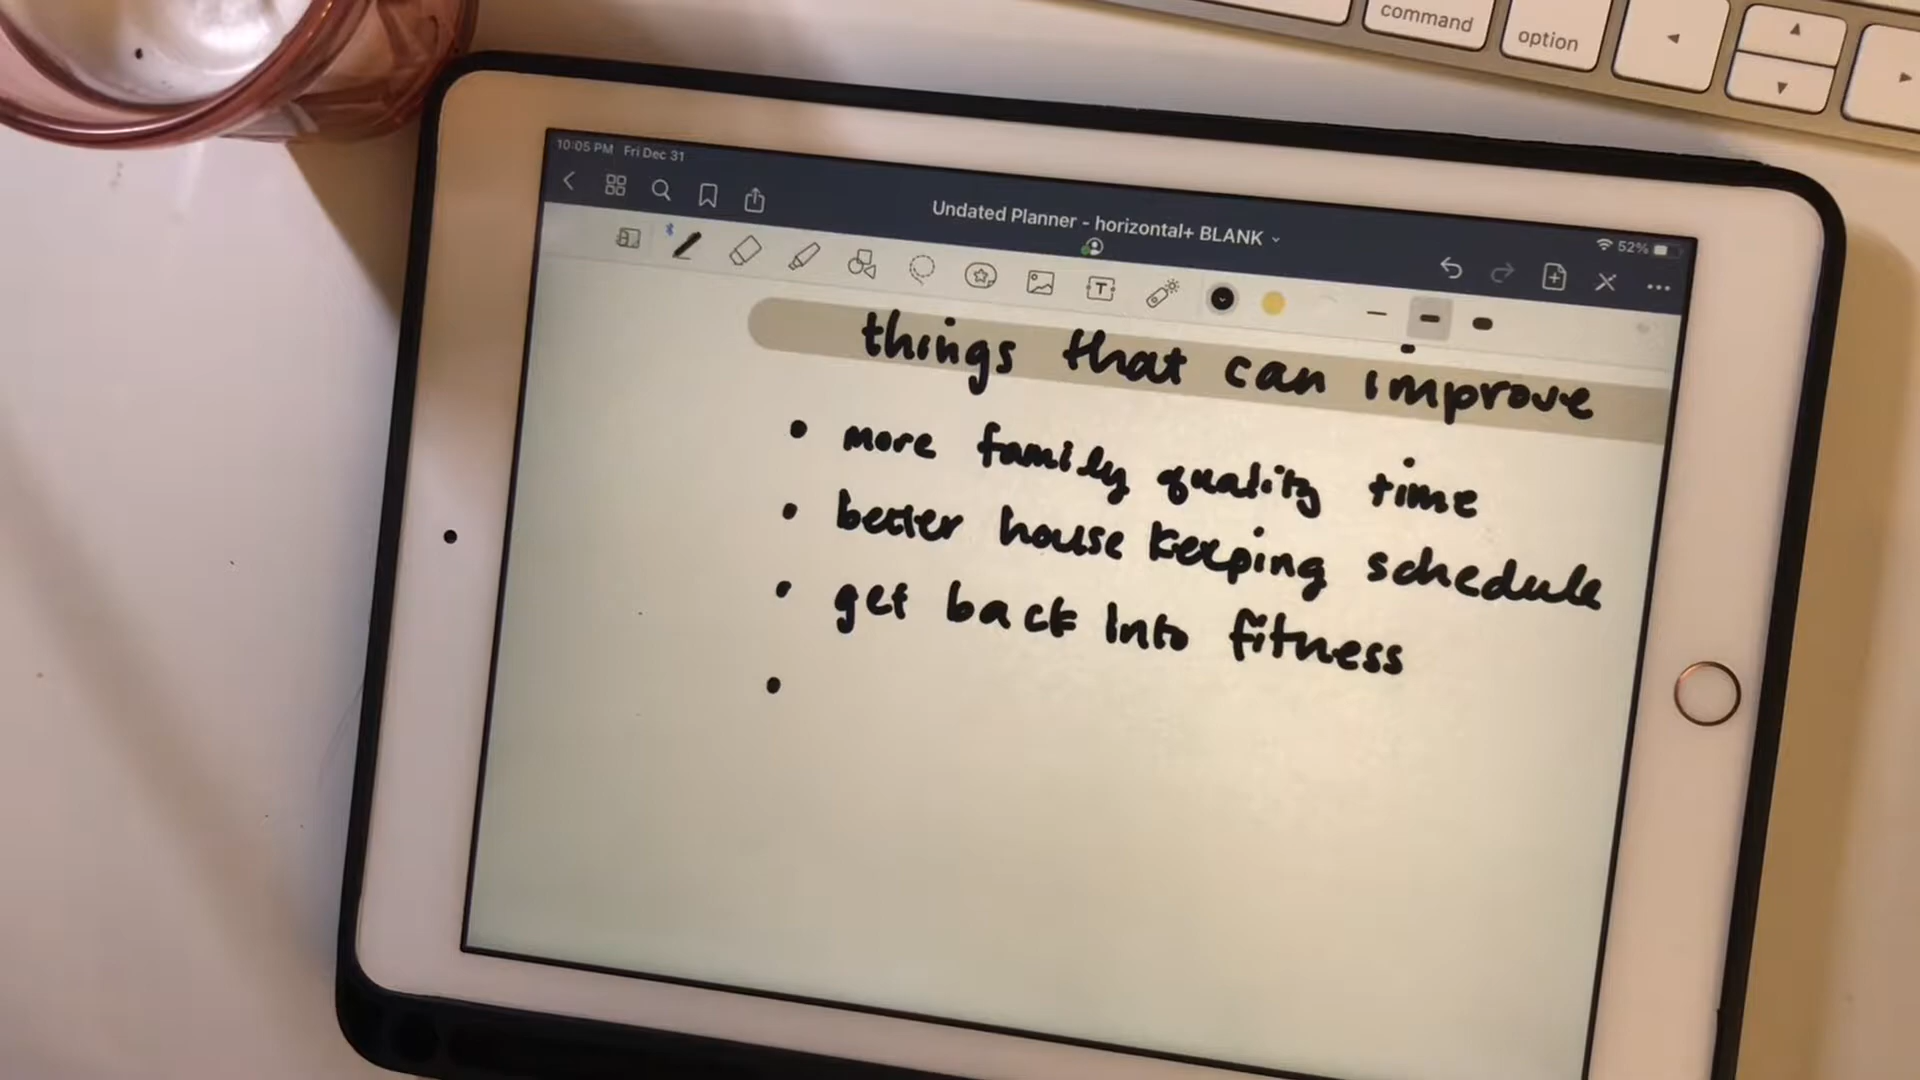 command
option
10:05 PM Fri Dec 31
Undated Planner - horizontal+ BLANK
52%
T
things that can improve
• more family quality time
• better house keeping schedule
• get back into fitness
•